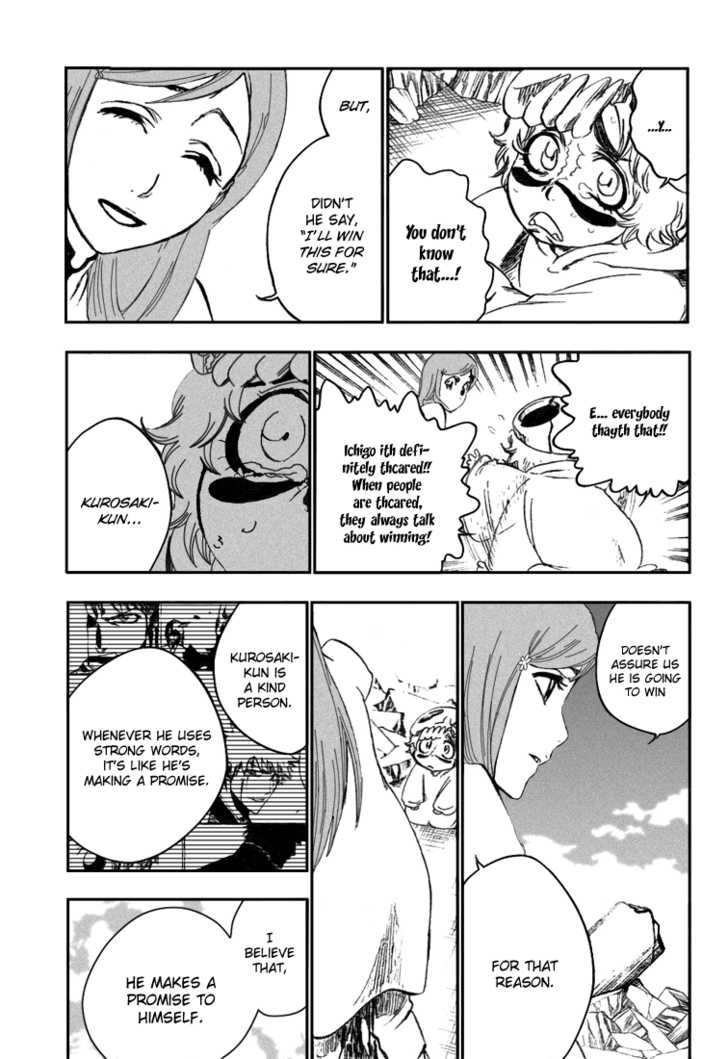 ...Y...
You don't
know
that...!
BUT,
DIDN'T
HE SAY,
"I'LL WIN
THIS FOR
SURE."
E... everybody
thayth that!!
Ichigo ith defi-
nitely thcared!!
When people
are thcared,
they always talk
about winning!
KUROSAKI-
KUN...
DOESN'T
ASSURE US
HE IS GOING
TO WIN
FOR THAT
REASON.
KUROSAKI-
KUN IS
A KIND
PERSON.
WHENEVER HE USES
STRONG WORDS,
IT'S LIKE HE'S
MAKING A PROMISE.
I
BELIEVE
THAT,
HE MAKES A
PROMISE TO
HIMSELF.